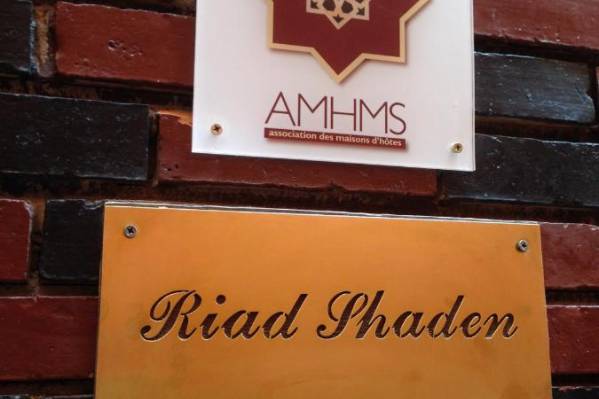 AMHMS
association des maisons d'hôtes
Riad Shaden